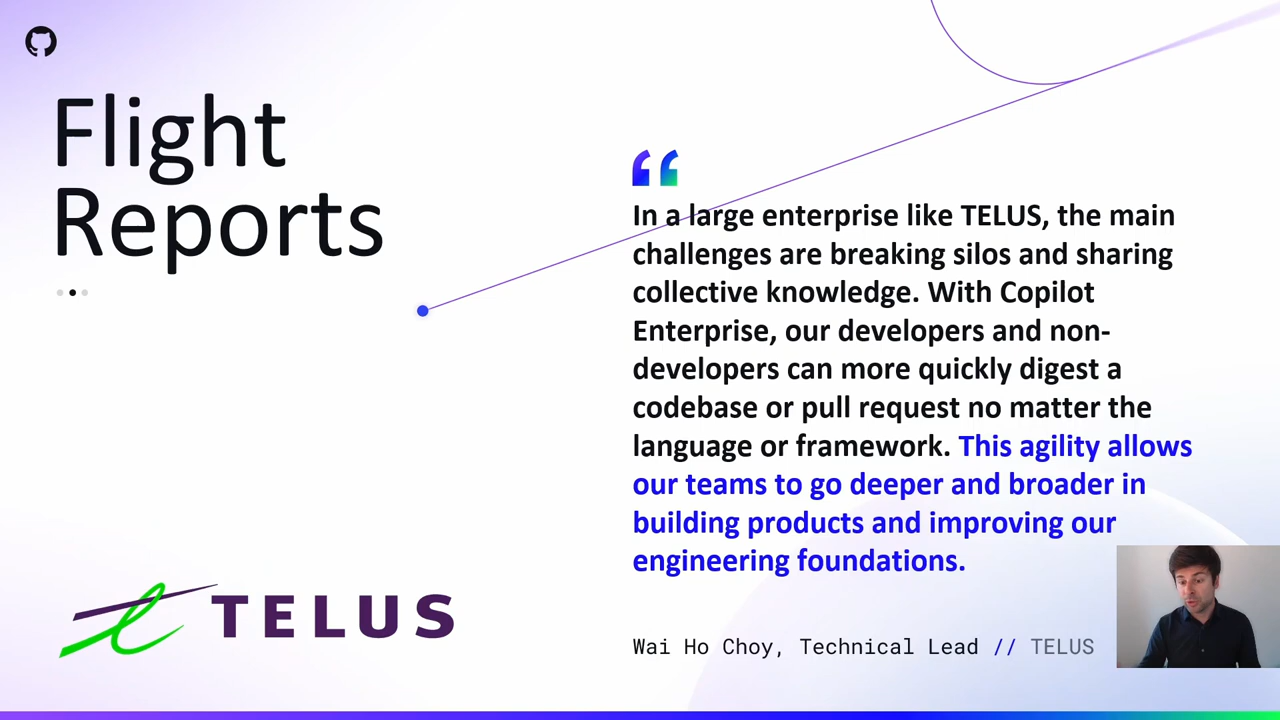 Flight
Reports
In a large enterprise like TELUS, the main
challenges are breaking silos and sharing
collective knowledge. With Copilot
Enterprise, our developers and non-
developers can more quickly digest a
codebase or pull request no matter the
language or framework. This agility allows
our teams to go deeper and broader in
building products and improving our
engineering foundations.
TELUS
Wai Ho Choy, Technical Lead // TELUS